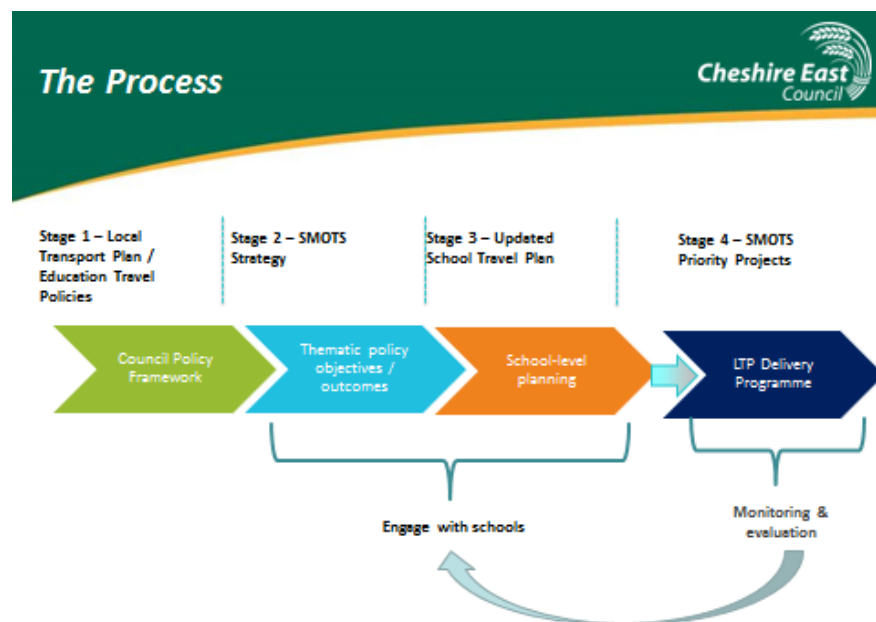 The Process
Cheshire East
Council
Stage 1 – Local
Transport Plan /
Education Travel
Policies
Stage 2 – SMOTS
Strategy
Stage 3 – Updated
School Travel Plan
Stage 4 – SMOTS
Priority Projects
Council Policy
Framework
Thematic policy
objectives /
outcomes
School-level
planning
LTP Delivery
Programme
Engage with schools
Monitoring &
evaluation